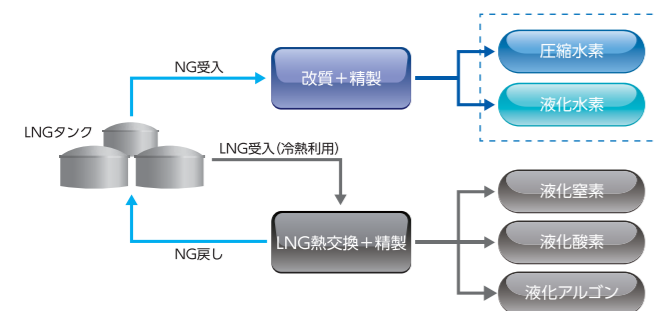 NG受入
改質＋精製
圧縮水素
液化水素
LNGタンク
LNG受入（冷熱利用）
LNG熱交換＋精製
NG戻し
液化窒素
液化酸素
液化アルゴン